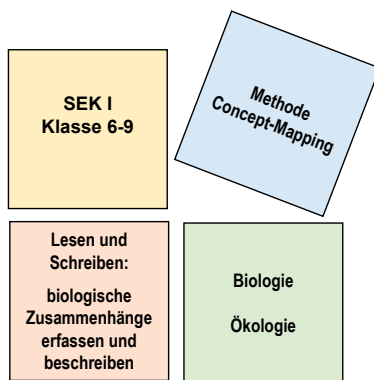 SEK I
Klasse 6-9
Methode
Concept-Mapping
Lesen und
Schreiben:
biologische
Zusammenhänge
erfassen und
beschreiben
Biologie
Ökologie